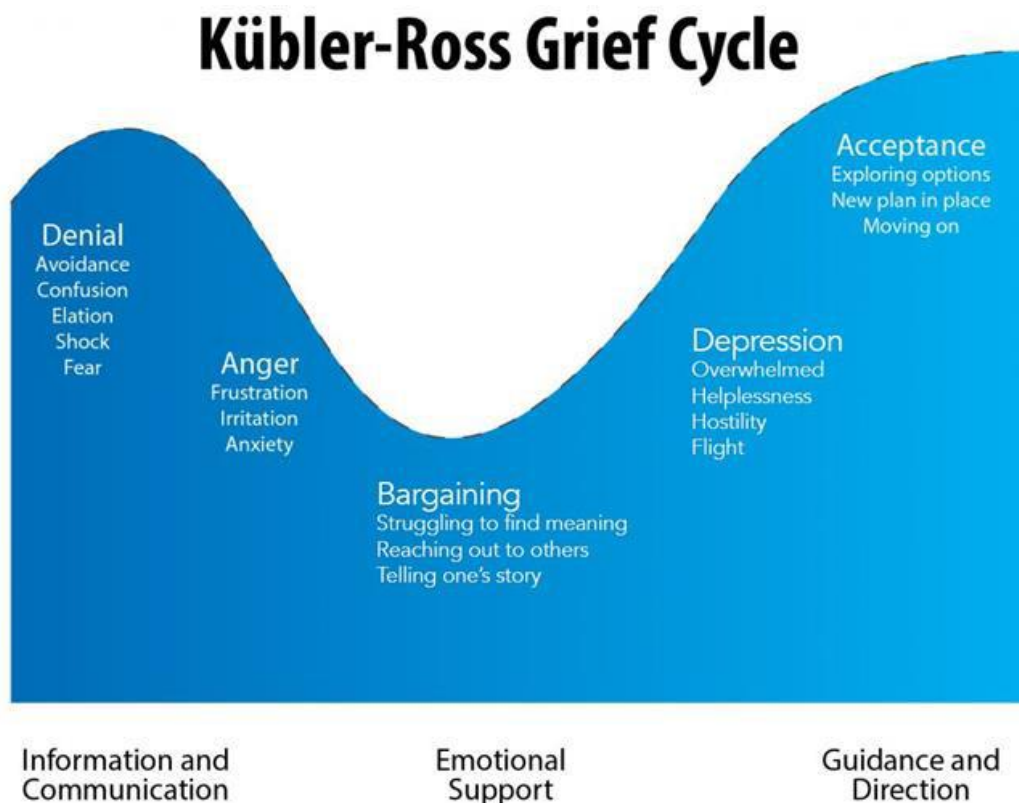 Kübler-Ross Grief Cycle
Denial
Avoidance
Confusion
Elation
Shock
Fear
Anger
Frustration
Irritation
Anxiety
Bargaining
Struggling to find meaning
Reaching out to others
Telling one's story
Depression
Overwhelmed
Helplessness
Hostility
Flight
Acceptance
Exploring options
New plan in place
Moving on
Information and
Communication
Emotional
Support
Guidance and
Direction